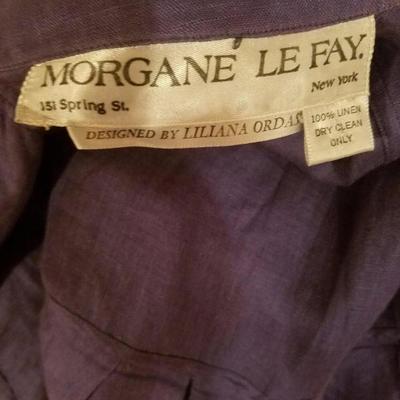 MORGANE LE FAY.
New York
151 Spring St.
DESIGNED BY LILIANA ORDAS
100% LINEN
DRY CLEAN
ONLY